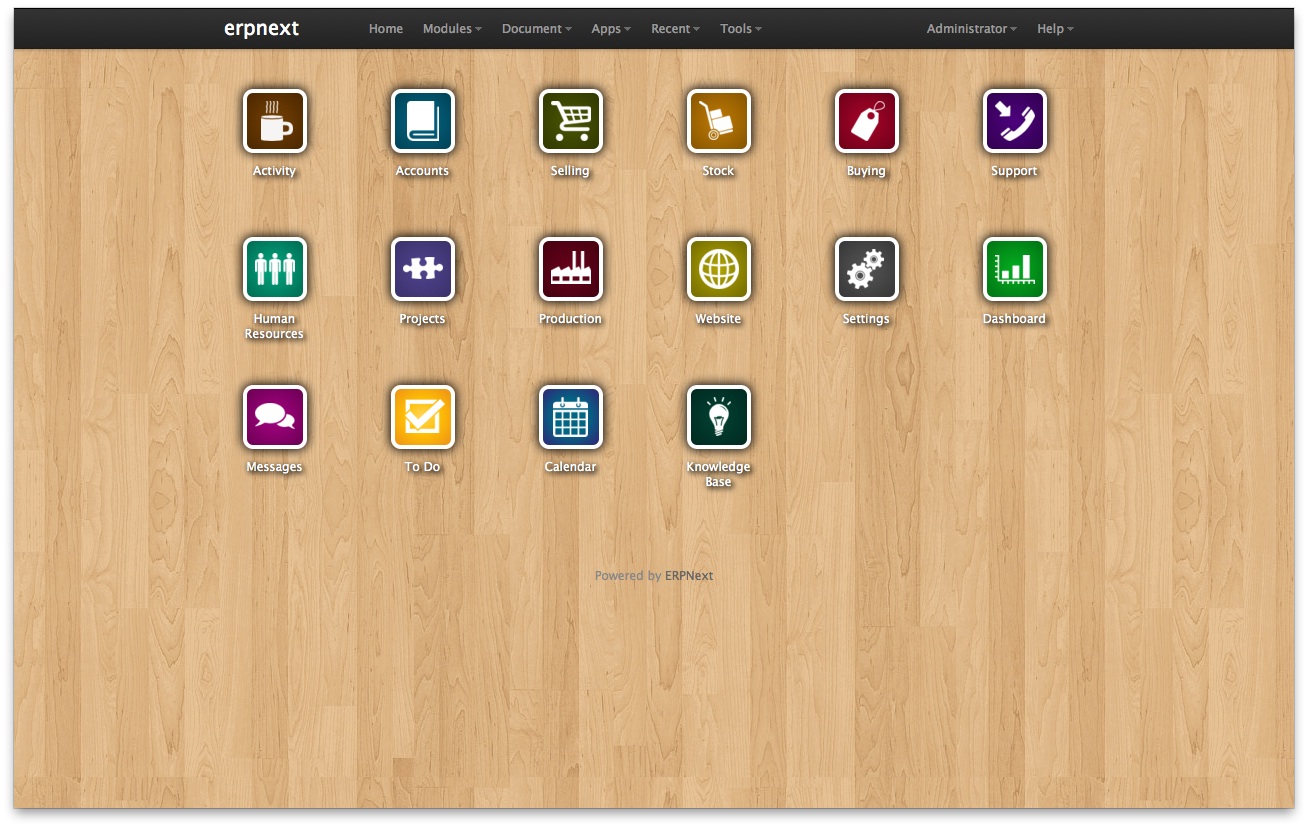 erpnext Home Modules Document Apps Recent Tools Administrator Help
Activity Accounts Selling Stock Buying Support
Human Resources Projects Production Website Settings Dashboard
Messages To Do Calendar Knowledge Base
Powered by ERPNext